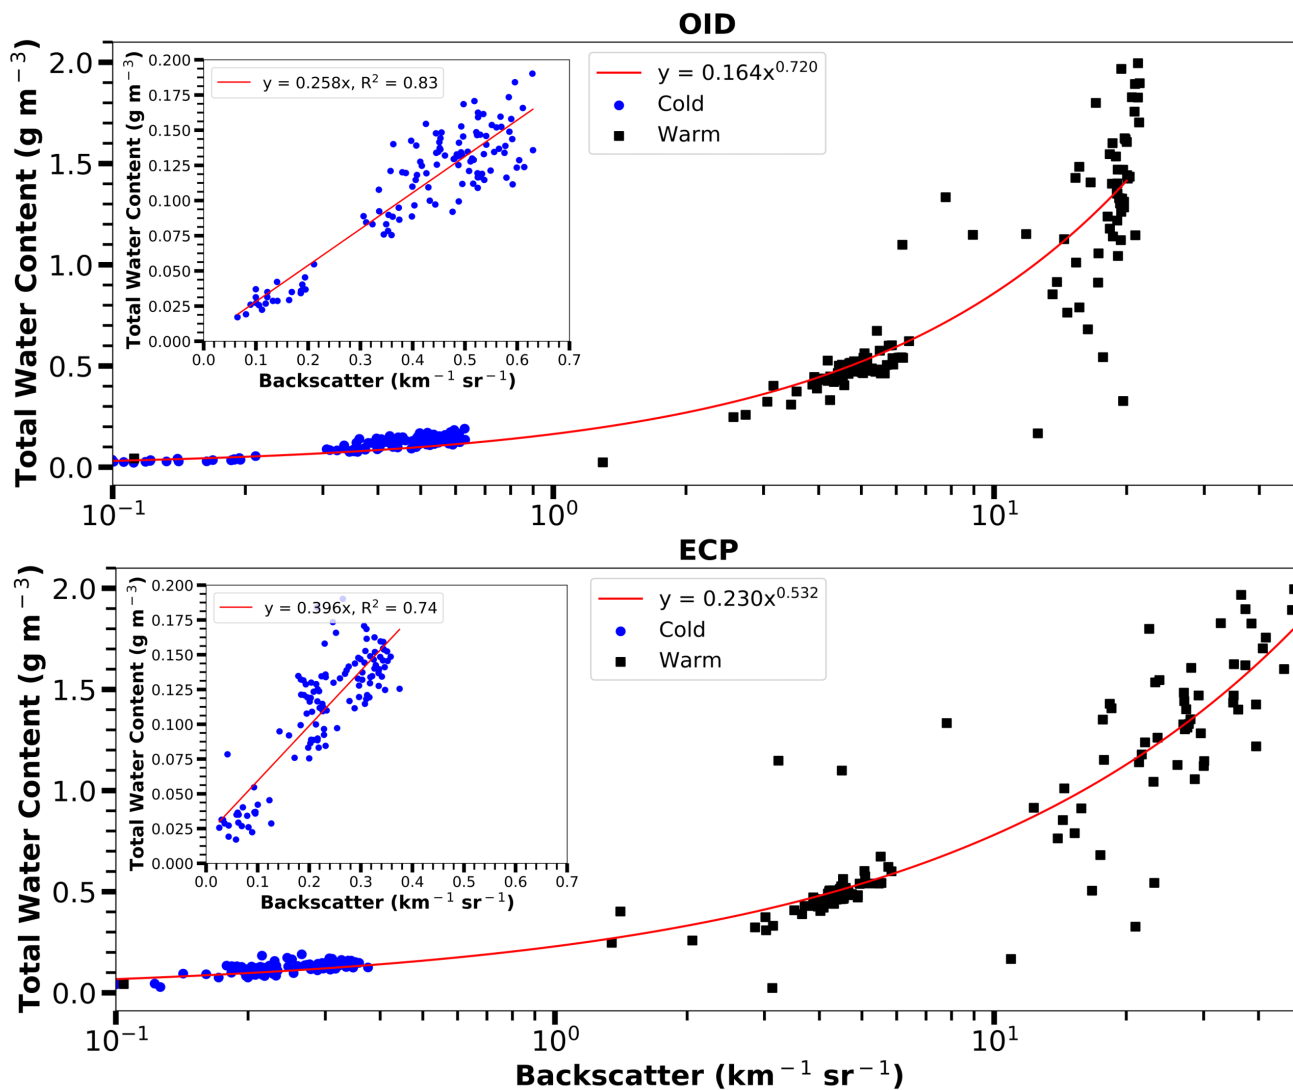 OID
Total Water Content (g m⁻³)
2.0
1.5
1.0
0.5
0.0
10⁻¹ 10⁰ 10¹
y = 0.164x⁰·⁷²⁰
Cold
Warm
Total Water Content (g m⁻³)
0.200
0.175
0.150
0.125
0.100
0.075
0.050
0.025
0.000
y = 0.258x, R² = 0.83
0.0 0.1 0.2 0.3 0.4 0.5 0.6 0.7
Backscatter (km⁻¹ sr⁻¹)
ECP
Total Water Content (g m⁻³)
2.0
1.5
1.0
0.5
0.0
10⁻¹ 10⁰ 10¹
Backscatter (km⁻¹ sr⁻¹)
y = 0.230x⁰·⁵³²
Cold
Warm
Total Water Content (g m⁻³)
0.200
0.175
0.150
0.125
0.100
0.075
0.050
0.025
0.000
y = 0.396x, R² = 0.74
0.0 0.1 0.2 0.3 0.4 0.5 0.6 0.7
Backscatter (km⁻¹ sr⁻¹)